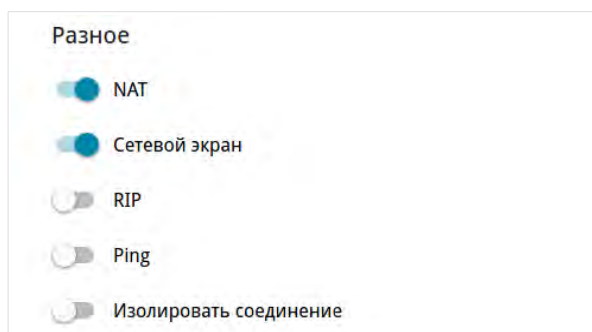 Разное
NAT
Сетевой экран
RIP
Ping
Изолировать соединение